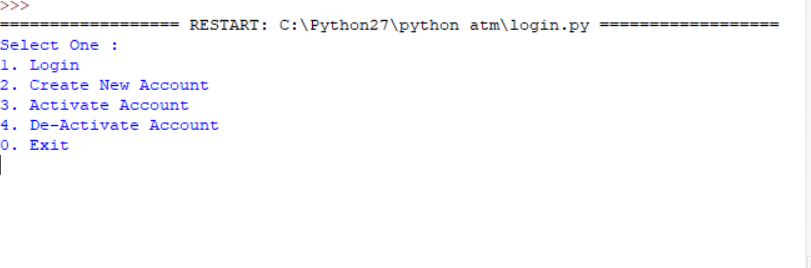 >>>
================== RESTART: C:\Python27\python atm\login.py ==================
Select One :
1. Login
2. Create New Account
3. Activate Account
4. De-Activate Account
0. Exit